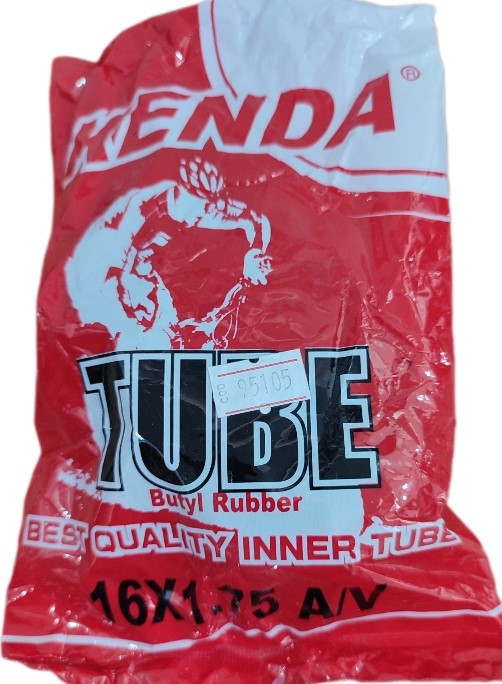 KENDA®
TUBE
95105
Butyl Rubber
BEST QUALITY INNER TUBE
16X1.75 A/V